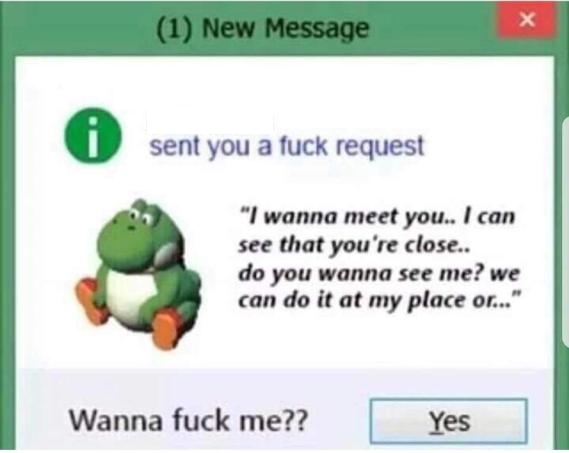 (1) New Message
sent you a fuck request
"I wanna meet you.. I can
see that you're close..
do you wanna see me? we
can do it at my place or..."
Wanna fuck me??
Yes